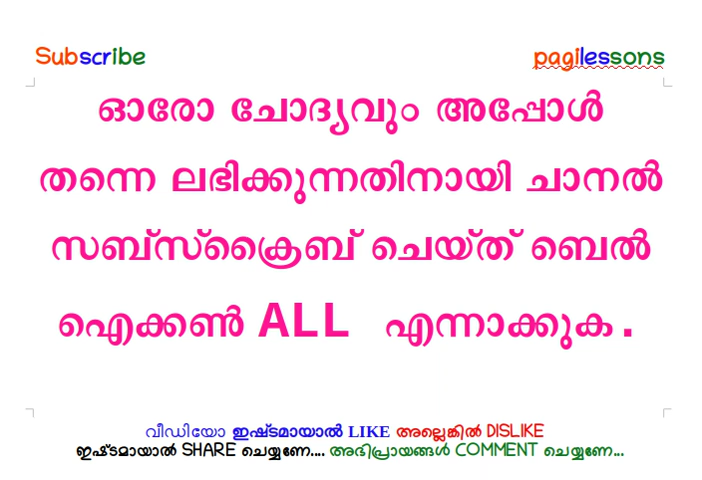 Subscribe pagilessons
ഓരോ ചോദ്യവും അപ്പോൾ
തന്നെ ലഭിക്കുന്നതിനായി ചാനൽ
സബ്സ്ക്രൈബ് ചെയ്ത് ബെൽ
ഐക്കൺ ALL എന്നാക്കുക.
വീഡിയോ ഇഷ്ടമായാൽ LIKE അല്ലെങ്കിൽ DISLIKE
ഇഷ്ടമായാൽ SHARE ചെയ്യണേ.... അഭിപ്രായങ്ങൾ COMMENT ചെയ്യണേ...